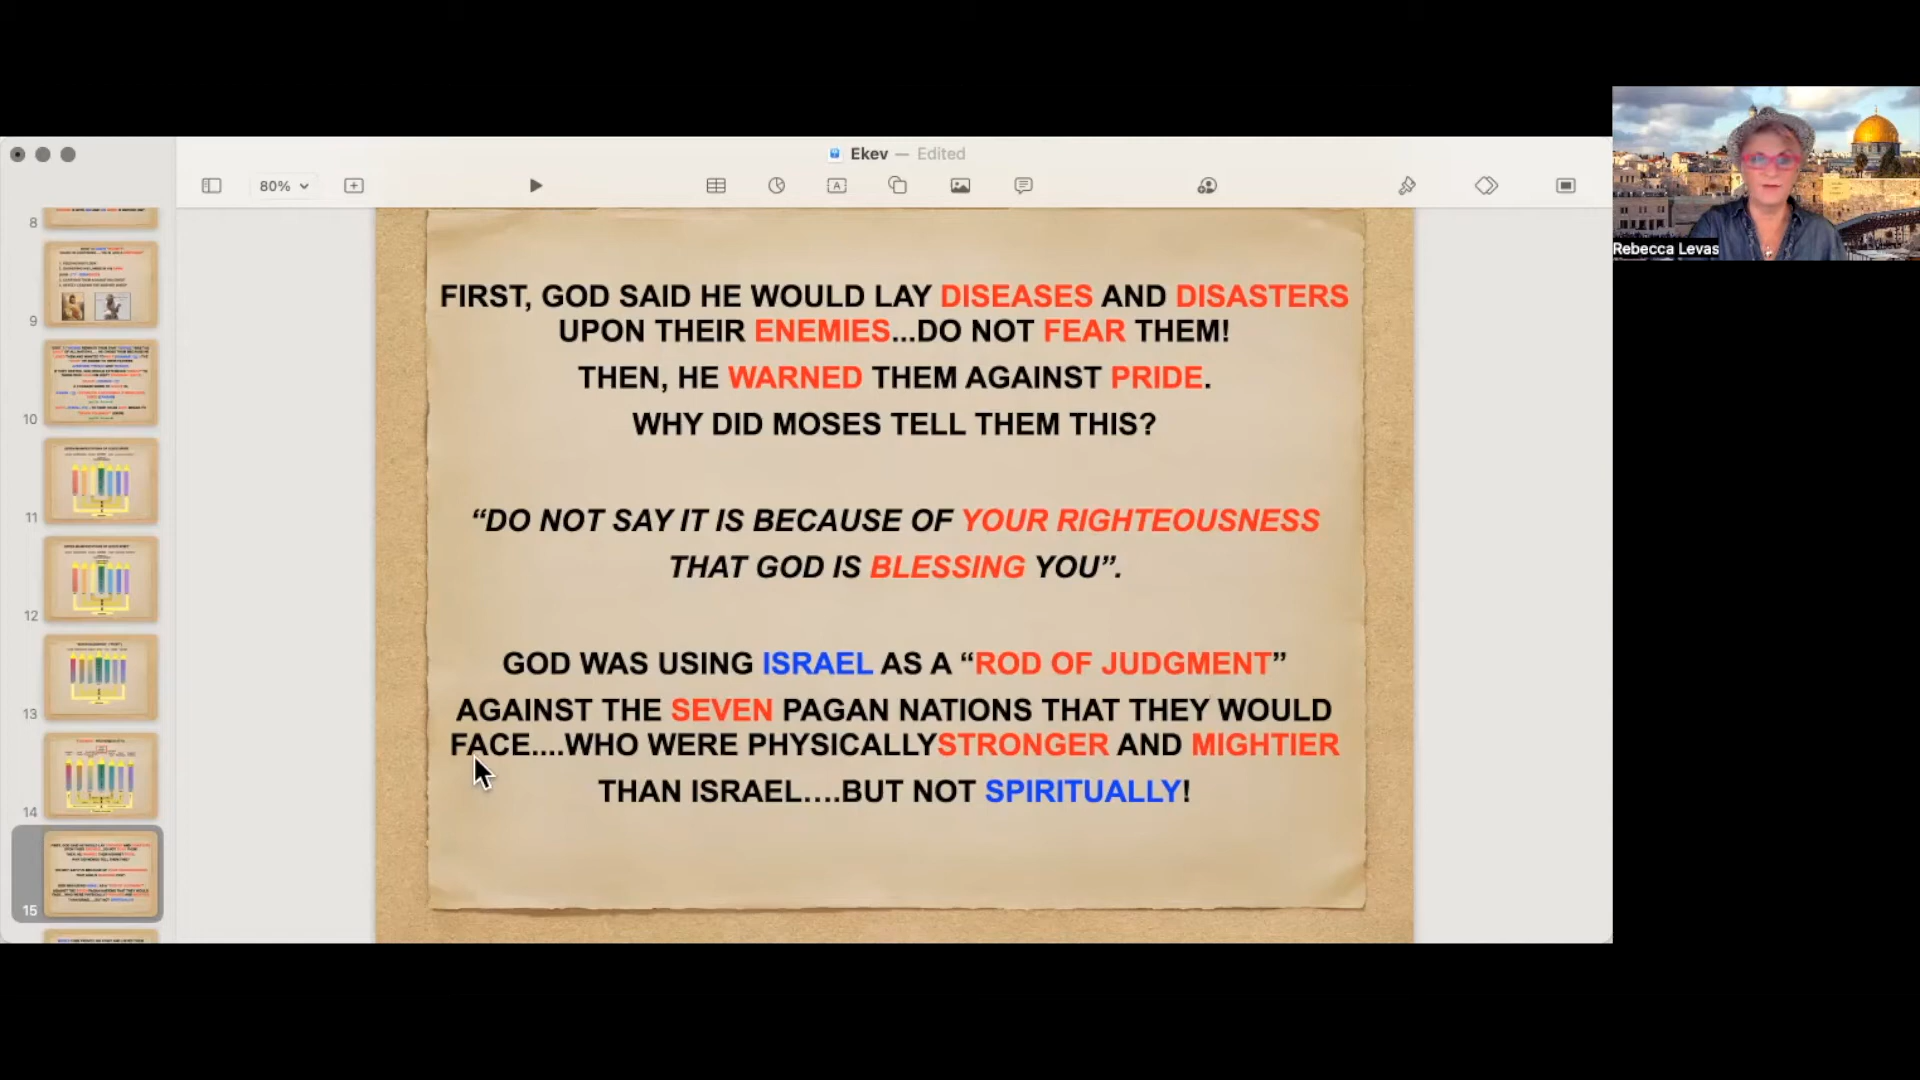 Ekev — Edited
80%
8
9
10
11
12
13
14
15
FIRST, GOD SAID HE WOULD LAY DISEASES AND DISASTERS
UPON THEIR ENEMIES...DO NOT FEAR THEM!
THEN, HE WARNED THEM AGAINST PRIDE.
WHY DID MOSES TELL THEM THIS?
“DO NOT SAY IT IS BECAUSE OF YOUR RIGHTEOUSNESS
THAT GOD IS BLESSING YOU”.
GOD WAS USING ISRAEL AS A “ROD OF JUDGMENT”
AGAINST THE SEVEN PAGAN NATIONS THAT THEY WOULD
FACE....WHO WERE PHYSICALLYSTRONGER AND MIGHTIER
THAN ISRAEL....BUT NOT SPIRITUALLY!
Rebecca Levas